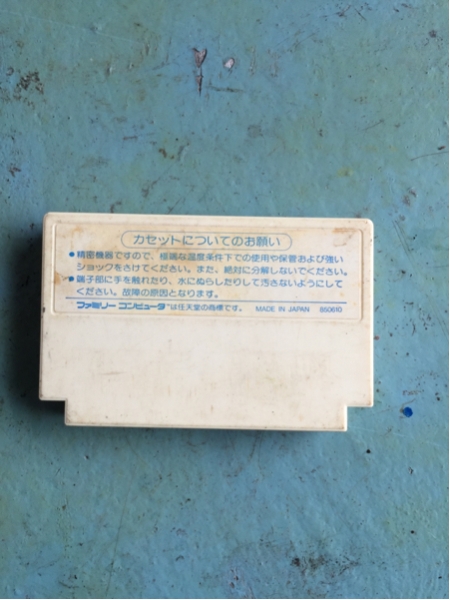 カセットについてのお願い
●精密機器ですので、極端な温度条件下での使用や保管および強い
ショックをさけてください。また、絶対に分解しないでください。
●端子部に手を触れたり、水にぬらしたりして汚さないようにして
ください。故障の原因となります。
ファミリーコンピュータ は任天堂の商標です。 MADE IN JAPAN